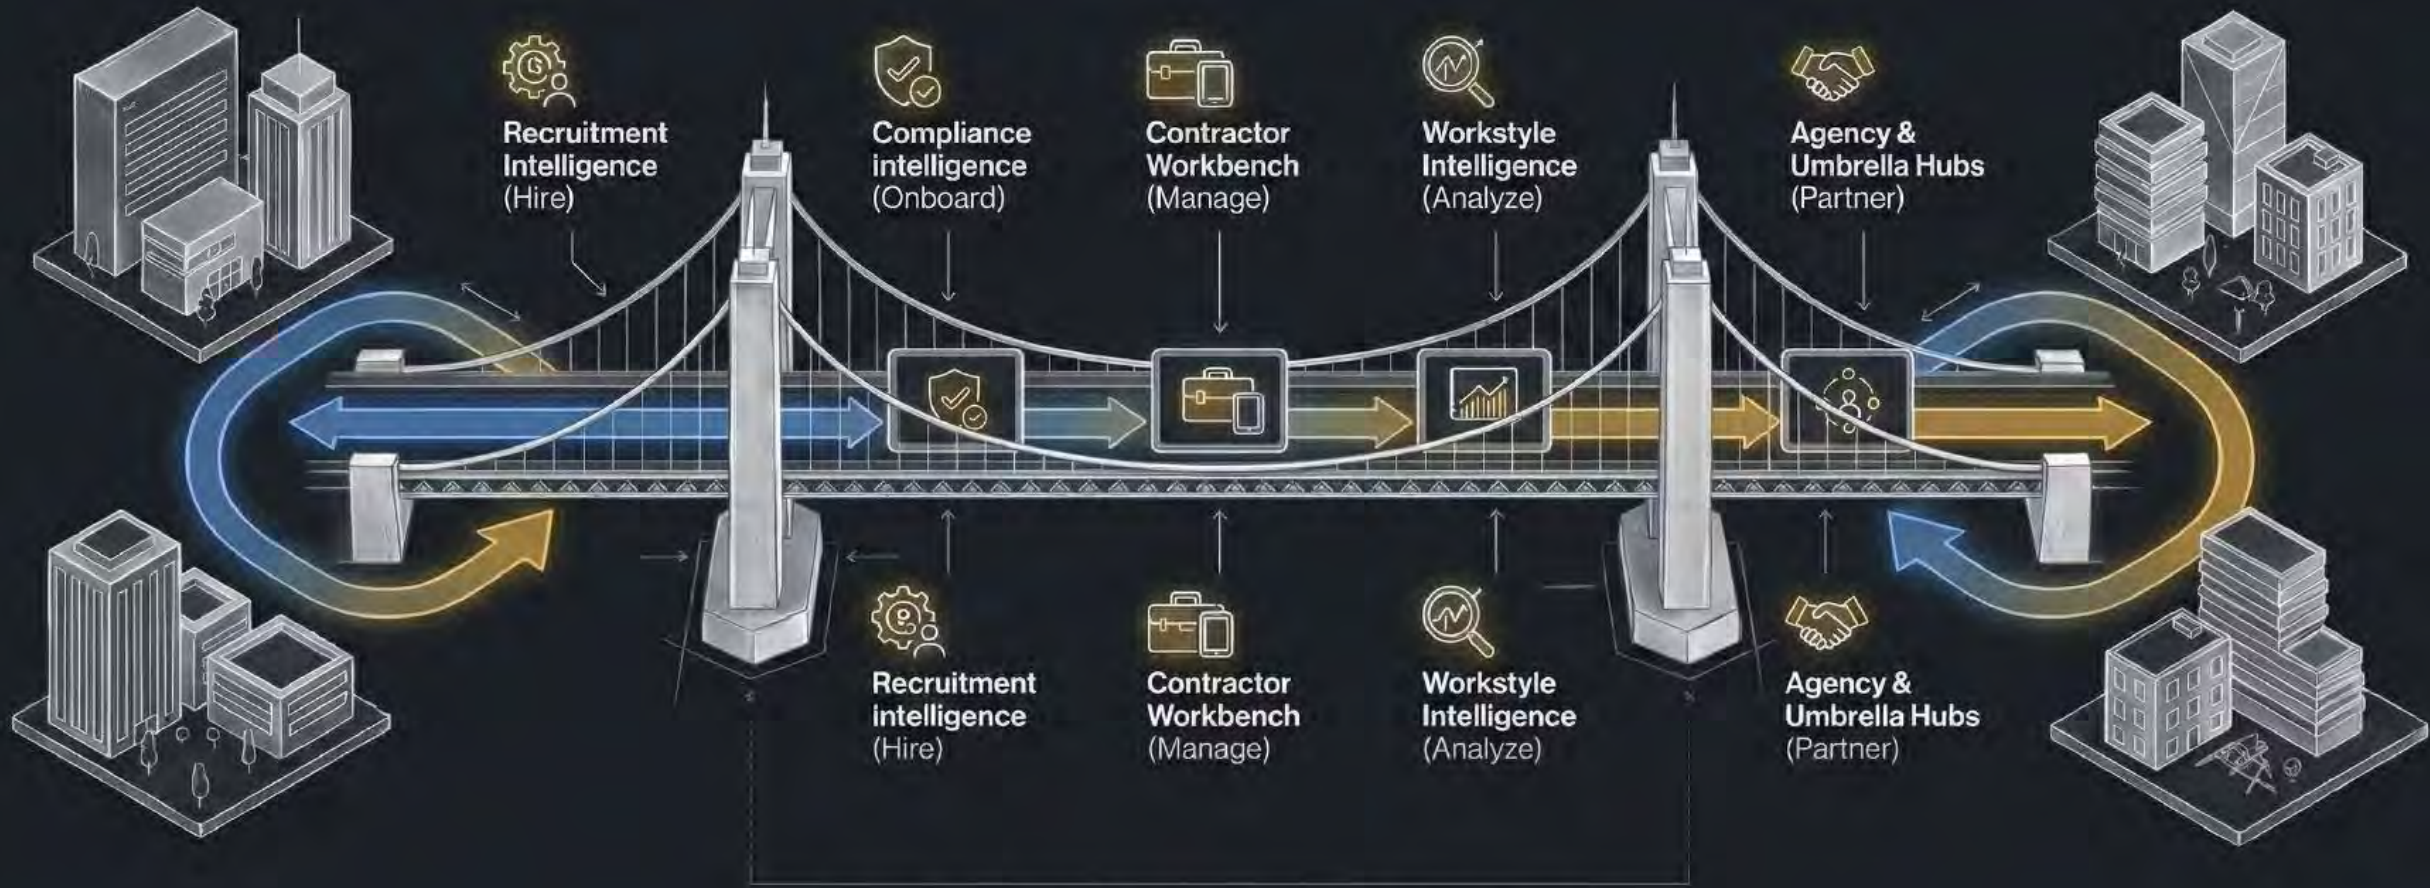 Recruitment
Intelligence
(Hire)
Compliance
intelligence
(Onboard)
Contractor
Workbench
(Manage)
Workstyle
Intelligence
(Analyze)
Agency &
Umbrella Hubs
(Partner)
Recruitment
intelligence
(Hire)
Contractor
Workbench
(Manage)
Workstyle
Intelligence
(Analyze)
Agency &
Umbrella Hubs
(Partner)